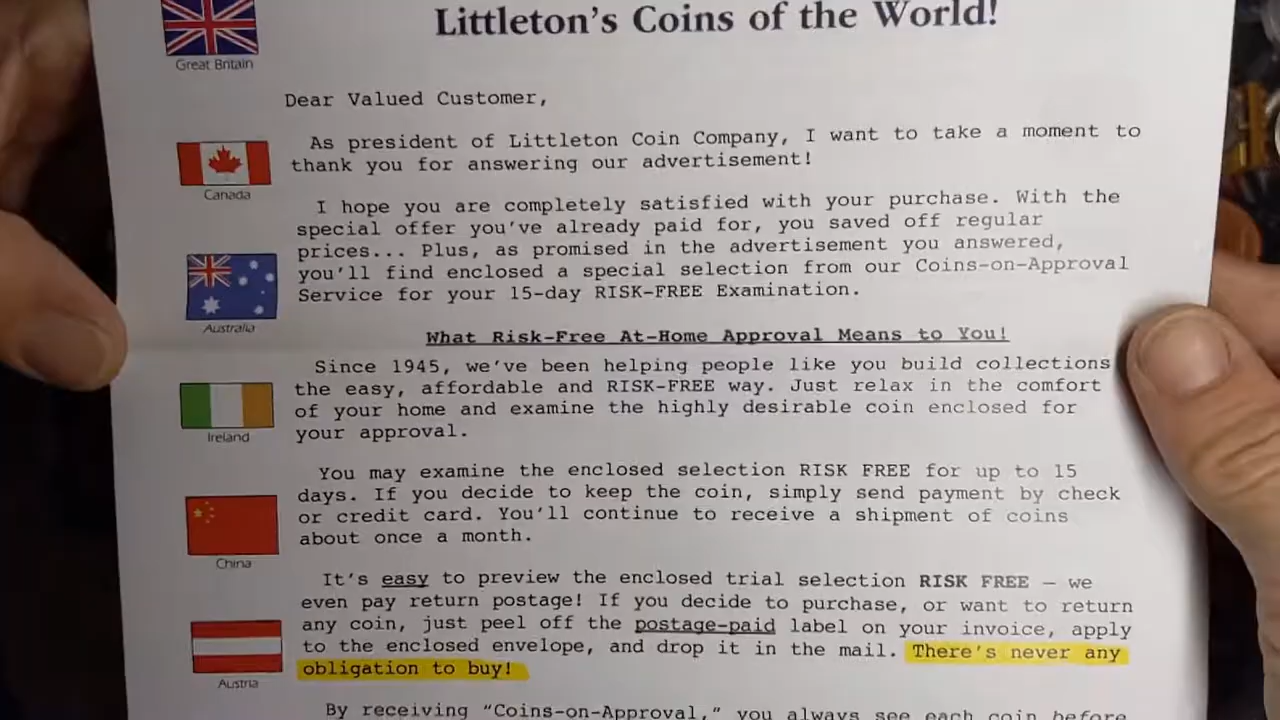 Littleton's Coins of the World!
Great Britain
Dear Valued Customer,
As president of Littleton Coin Company, I want to take a moment to
thank you for answering our advertisement!
Canada
I hope you are completely satisfied with your purchase. With the
special offer you've already paid for, you saved off regular
prices... Plus, as promised in the advertisement you answered,
you'll find enclosed a special selection from our Coins-on-Approval
Service for your 15-day RISK-FREE Examination.
Australia
What Risk-Free At-Home Approval Means to You!
Since 1945, we've been helping people like you build collections
the easy, affordable and RISK-FREE way. Just relax in the comfort
of your home and examine the highly desirable coin enclosed for
your approval.
Ireland
You may examine the enclosed selection RISK FREE for up to 15
days. If you decide to keep the coin, simply send payment by check
or credit card. You'll continue to receive a shipment of coins
about once a month.
China
It's easy to preview the enclosed trial selection RISK FREE — we
even pay return postage! If you decide to purchase, or want to return
any coin, just peel off the postage-paid label on your invoice, apply
to the enclosed envelope, and drop it in the mail. There's never any
obligation to buy!
Austria
By receiving "Coins-on-Approval," you always see each coin before